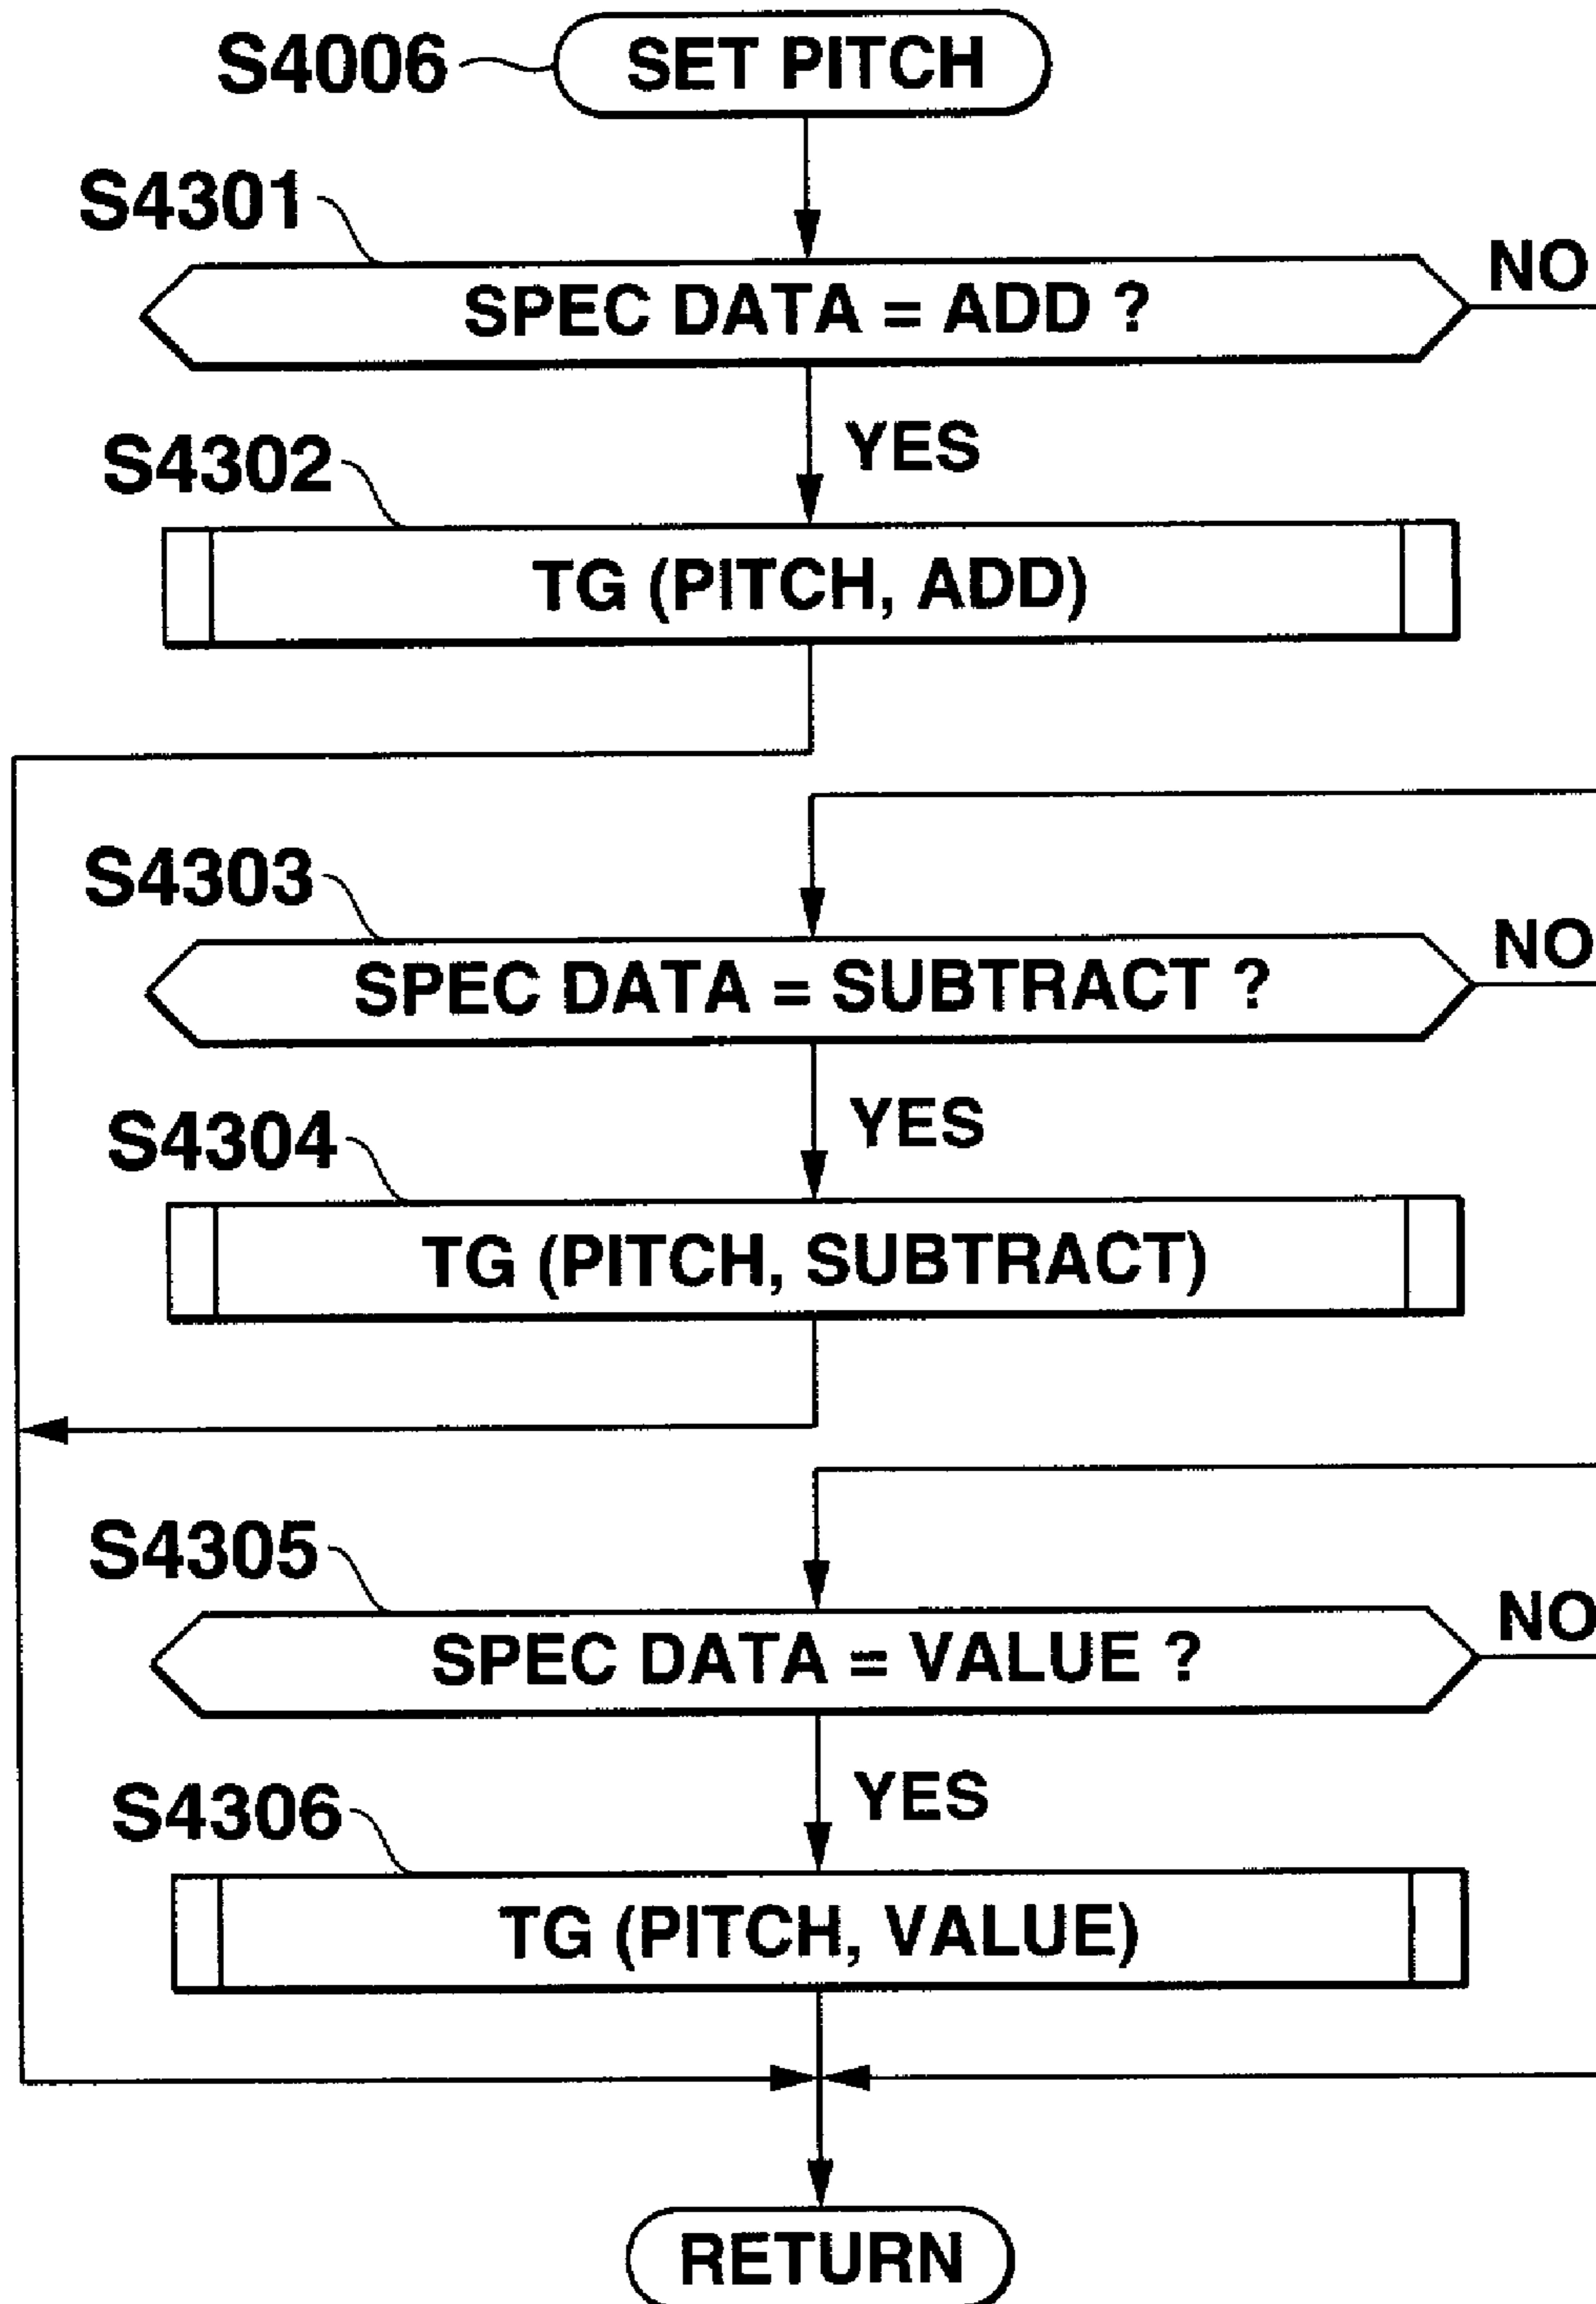 S4006
SET PITCH
S4301
NO
SPEC DATA = ADD ?
YES
S4302
TG (PITCH, ADD)
S4303
NO
SPEC DATA = SUBTRACT ?
YES
S4304
TG (PITCH, SUBTRACT)
S4305
NO
SPEC DATA = VALUE ?
YES
S4306
TG (PITCH, VALUE)
RETURN